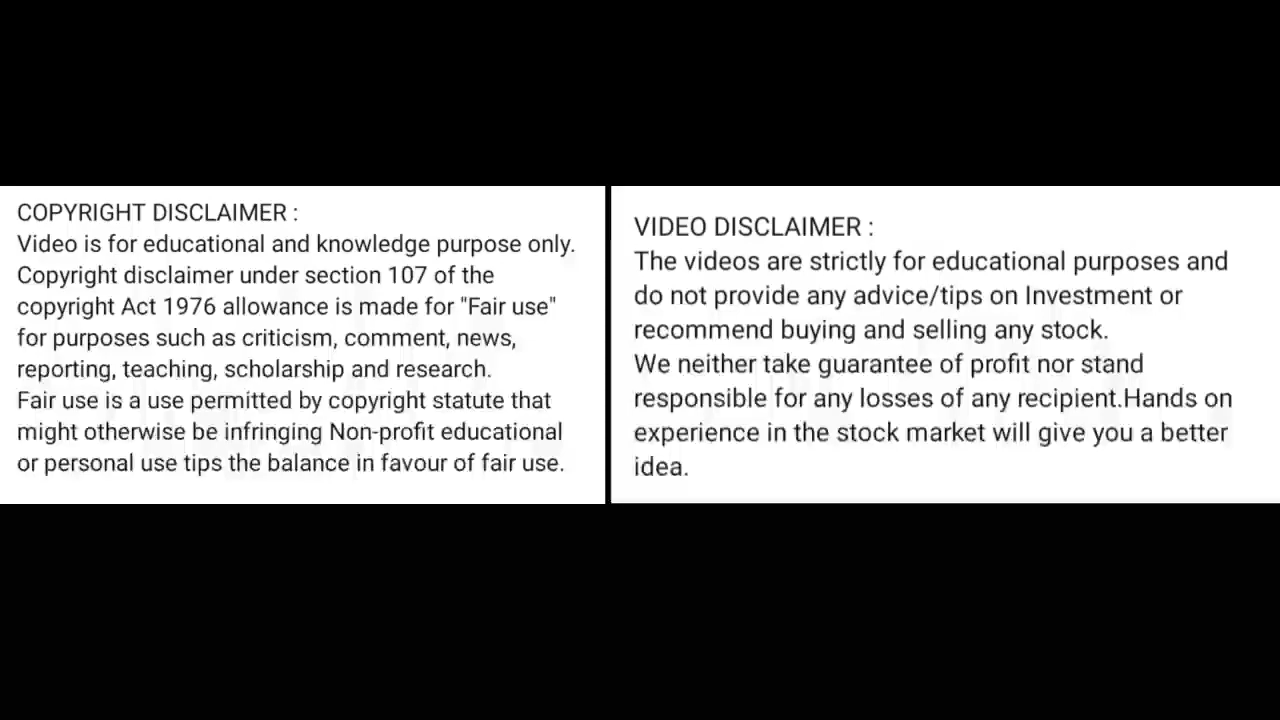 COPYRIGHT DISCLAIMER :
Video is for educational and knowledge purpose only.
Copyright disclaimer under section 107 of the
copyright Act 1976 allowance is made for "Fair use"
for purposes such as criticism, comment, news,
reporting, teaching, scholarship and research.
Fair use is a use permitted by copyright statute that
might otherwise be infringing Non-profit educational
or personal use tips the balance in favour of fair use.
VIDEO DISCLAIMER :
The videos are strictly for educational purposes and
do not provide any advice/tips on Investment or
recommend buying and selling any stock.
We neither take guarantee of profit nor stand
responsible for any losses of any recipient.Hands on
experience in the stock market will give you a better
idea.